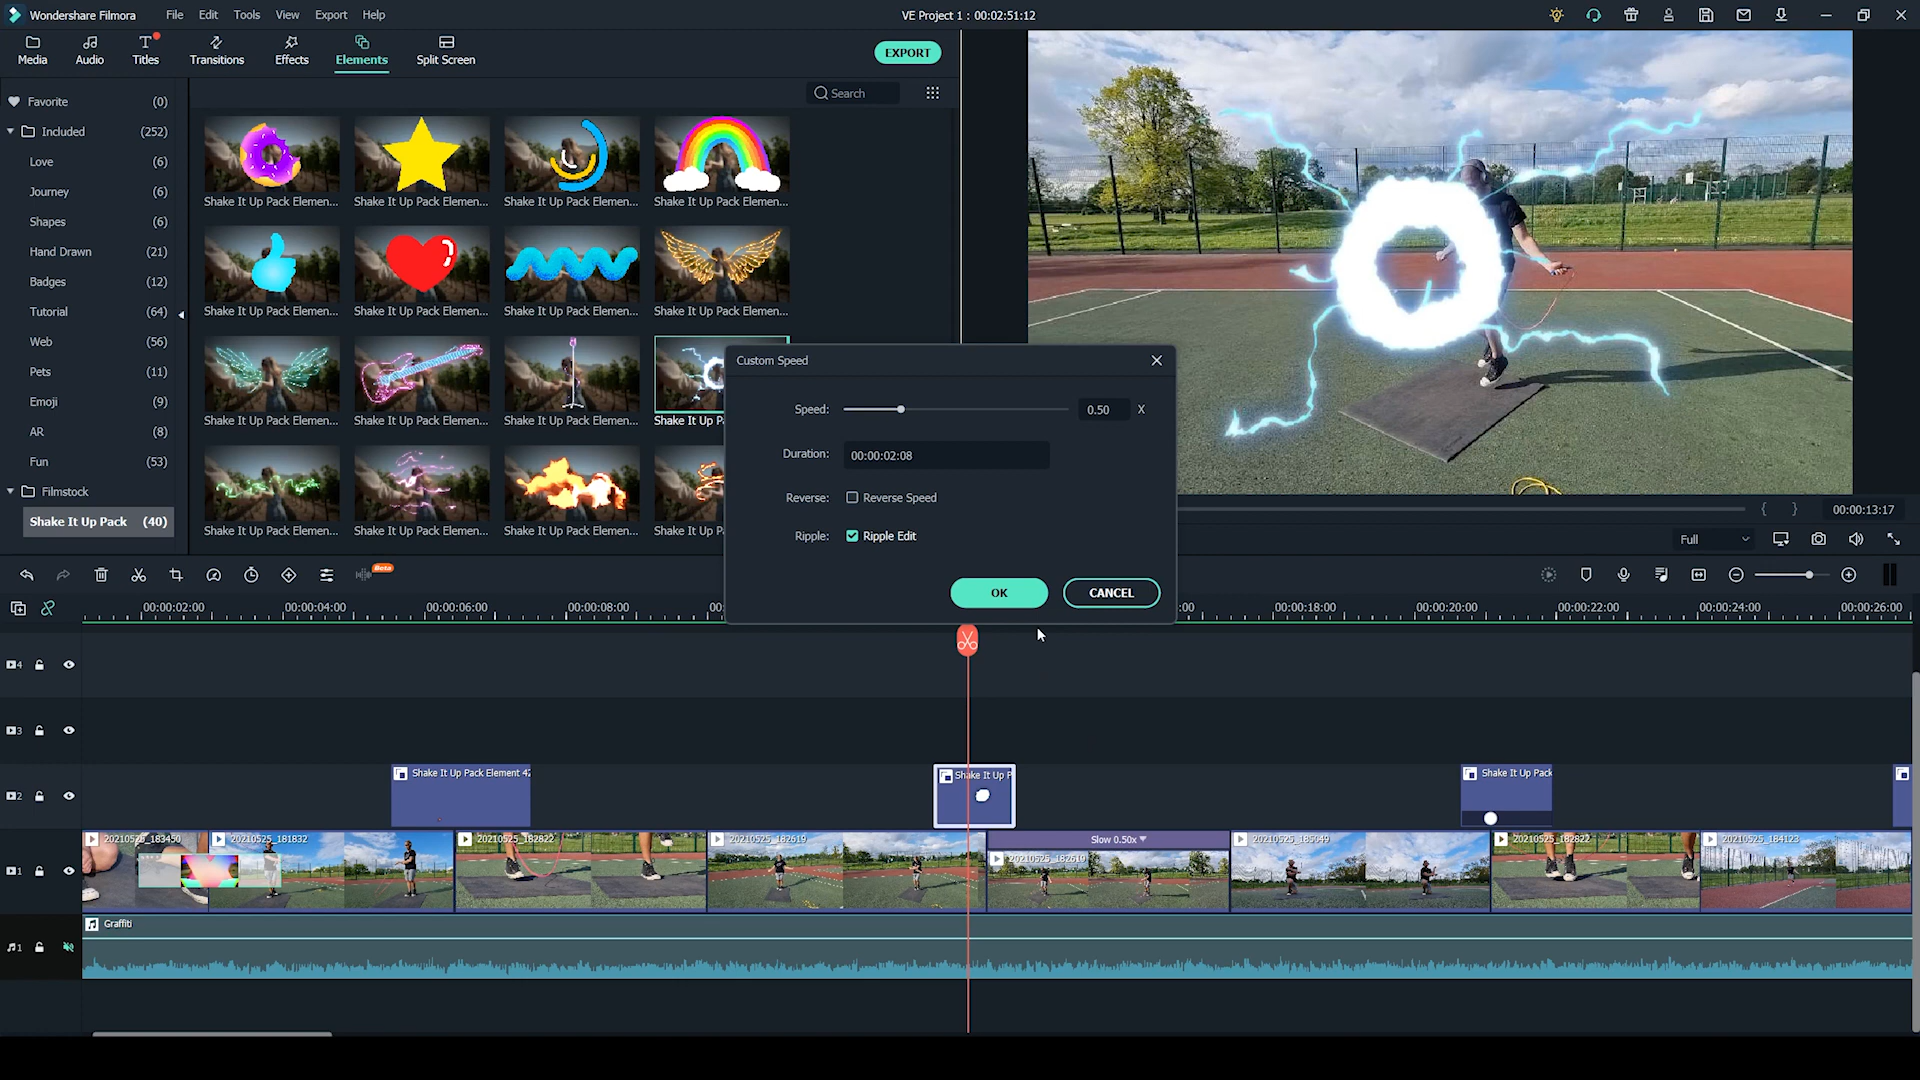 Wondershare Filmora File Edit Tools View Export Help
VE Project 1 : 00:02:51:12
Media Audio Titles Transitions Effects Elements Split Screen
EXPORT
Search
Favorite (0)
Included (252)
Love (6)
Journey (6)
Shapes (6)
Hand Drawn (21)
Badges (12)
Tutorial (64)
Web (56)
Pets (11)
Emoji (9)
AR (8)
Fun (53)
Filmstock
Shake It Up Pack (40)
Shake It Up Pack Elemen... Shake It Up Pack Elemen... Shake It Up Pack Elemen... Shake It Up Pack Elemen...
Shake It Up Pack Elemen... Shake It Up Pack Elemen... Shake It Up Pack Elemen... Shake It Up Pack Elemen...
Shake It Up Pack Elemen... Shake It Up Pack Elemen... Shake It Up Pack Elemen... Shake It Up Pa
Shake It Up Pack Elemen... Shake It Up Pack Elemen... Shake It Up Pack Elemen... Shake It Up Pa
Custom Speed
Speed: 0.50 X
Duration: 00:00:02:08
Reverse: Reverse Speed
Ripple: Ripple Edit
OK CANCEL
{ } 00:00:13:17
Full
Beta
00:00:02:00 00:00:04:00 00:00:06:00 00:00:08:00 00:00:18:00 00:00:20:00 00:00:22:00 00:00:24:00 00:00:26:00
4
3
2
Shake It Up Pack Element 42 Shake It Up P Shake It Up Pack
1
20210525_183450 20210525_181832 20210525_182822 20210525_182619 Slow 0.50x 20210525_182619 20210525_185049 20210525_182822 20210525_184123
1
Graffiti